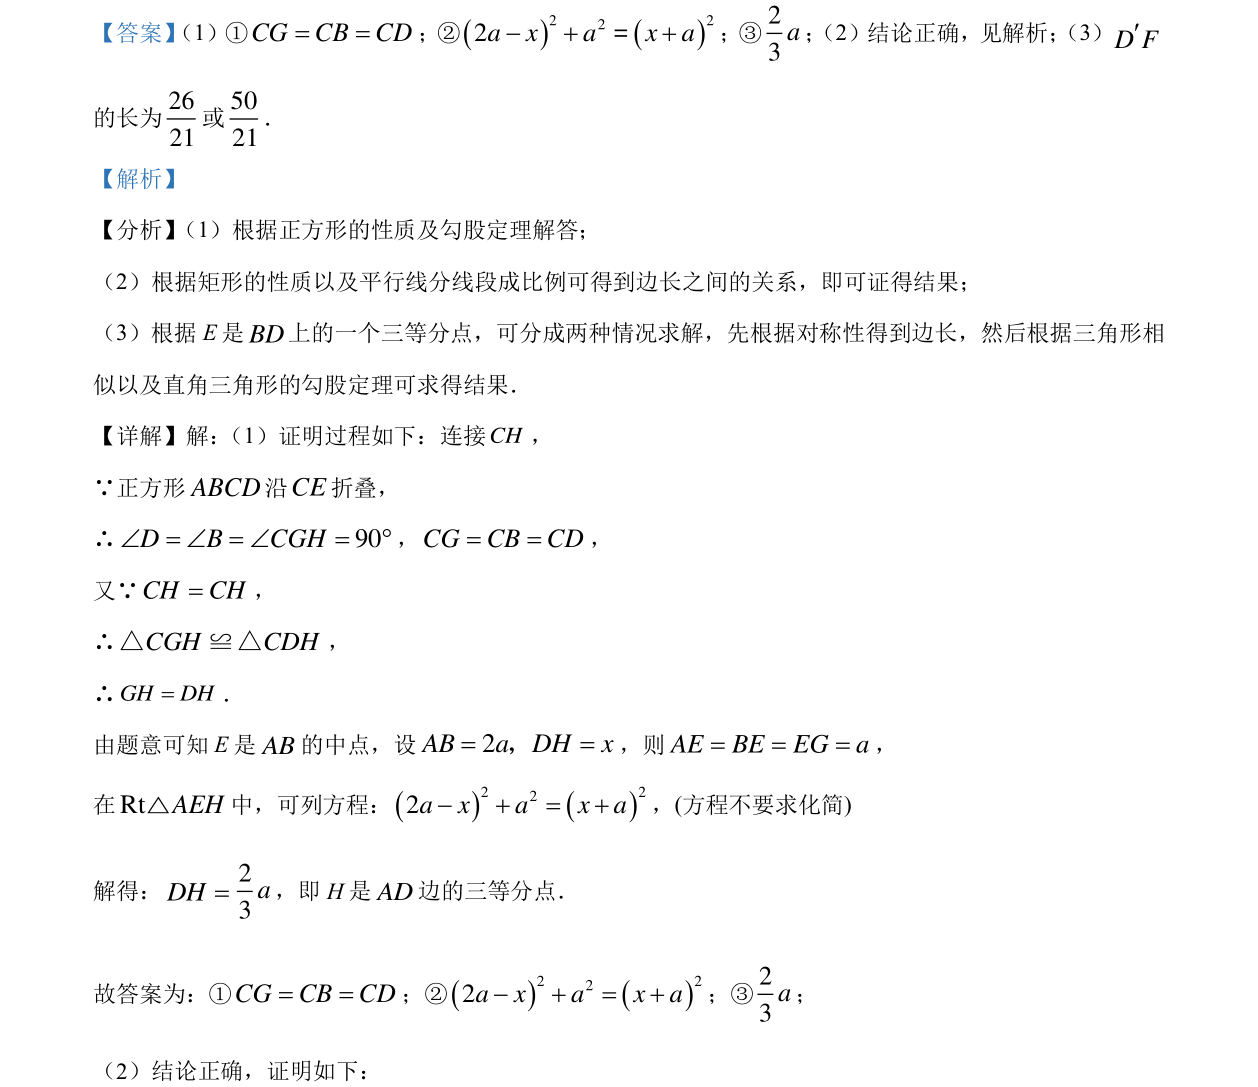 【答案】（1）①CG＝CB＝CD；②(2a－x)²＋a²＝(x＋a)²；③2/3 a；（2）结论正确，见解析；（3）D′F
的长为26/21或50/21．
【解析】
【分析】（1）根据正方形的性质及勾股定理解答；
（2）根据矩形的性质以及平行线分线段成比例可得到边长之间的关系，即可证得结果；
（3）根据 E 是 BD 上的一个三等分点，可分成两种情况求解，先根据对称性得到边长，然后根据三角形相
似以及直角三角形的勾股定理可求得结果．
【详解】解：（1）证明过程如下：连接CH，
∵正方形 ABCD 沿 CE 折叠，
∴∠D＝∠B＝∠CGH＝90°，CG＝CB＝CD，
又∵CH＝CH，
∴△CGH≌△CDH，
∴GH＝DH．
由题意可知 E 是 AB 的中点，设 AB＝2a，DH＝x，则 AE＝BE＝EG＝a，
在 Rt△AEH 中，可列方程：(2a－x)²＋a²＝(x＋a)²，(方程不要求化简)
解得：DH＝2/3 a，即 H 是 AD 边的三等分点．
故答案为：①CG＝CB＝CD；②(2a－x)²＋a²＝(x＋a)²；③2/3 a；
（2）结论正确，证明如下：